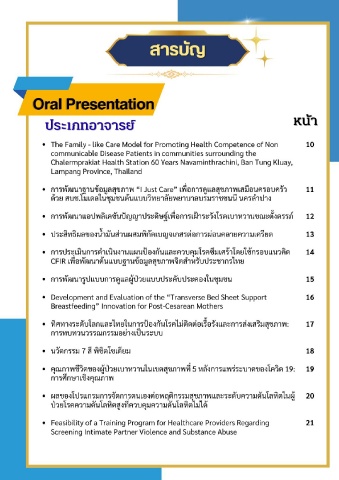 สารบัญ
Oral Presentation
ประเภทอาจารย์ หน้า
• The Family - like Care Model for Promoting Health Competence of Non 10
communicable Disease Patients in communities surrounding the
Chalermprakiat Health Station 60 Years Navaminthrachini, Ban Tung Kluay,
Lampang Province, Thailand
• การพัฒนาฐานข้อมูลสุขภาพ “I Just Care” เพื่อการดูแลสุขภาพเสมือนครอบครัว 11
ด้วย สบช.โมเดลในชุมชนต้นแบบวิทยาลัยพยาบาลบรมราชชนนี นครลำปาง
• การพัฒนาแอปพลิเคชันปัญญาประดิษฐ์เพื่อการเฝ้าระวังโรคเบาหวานขณะตั้งครรภ์ 12
• ประสิทธิผลของน้ำมันส่วนผสมพิกัดเบญจเกสรต่อการผ่อนคลายความเครียด 13
• การประเมินการดำเนินงานแผนป้องกันและควบคุมโรคซึมเศร้าโดยใช้กรอบแนวคิด 14
CFIR เพื่อพัฒนาต้นแบบฐานข้อมูลสุขภาพจิตสำหรับประชากรไทย
• การพัฒนารูปแบบการดูแลผู้ป่วยแบบประคับประคองในชุมชน 15
• Development and Evaluation of the “Transverse Bed Sheet Support 16
Breastfeeding” Innovation for Post-Cesarean Mothers
• ทิศทางระดับโลกและไทยในการป้องกันโรคไม่ติดต่อเรื้อรังและการส่งเสริมสุขภาพ: 17
การทบทวนวรรณกรรมอย่างเป็นระบบ
• นวัตกรรม 7 สี พิชิตโซเดียม 18
• คุณภาพชีวิตของผู้ป่วยเบาหวานในเขตสุขภาพที่ 5 หลังการแพร่ระบาดของโควิด 19: 19
การศึกษาเชิงคุณภาพ
• ผลของโปรแกรมการจัดการตนเองต่อพฤติกรรมสุขภาพและระดับความดันโลหิตในผู้ 20
ป่วยโรคความดันโลหิตสูงที่ควบคุมความดันโลหิตไม่ได้
• Feasibility of a Training Program for Healthcare Providers Regarding 21
Screening Intimate Partner Violence and Substance Abuse